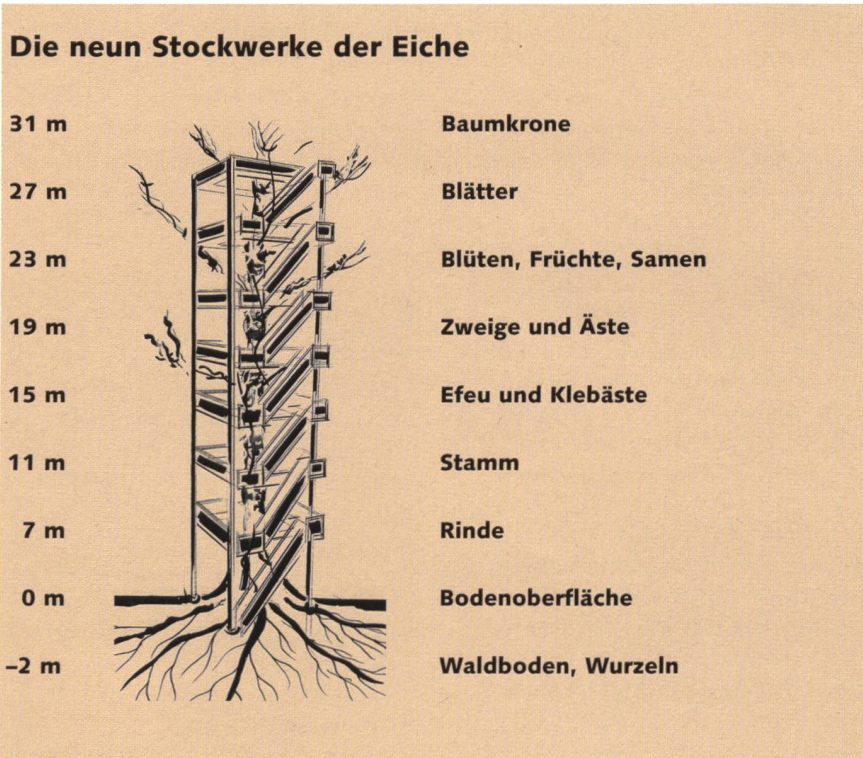 Die neun Stockwerke der Eiche
31 m Baumkrone
27 m Blätter
23 m Blüten, Früchte, Samen
19 m Zweige und Äste
15 m Efeu und Klebäste
11 m Stamm
7 m Rinde
0 m Bodenoberfläche
–2 m Waldboden, Wurzeln